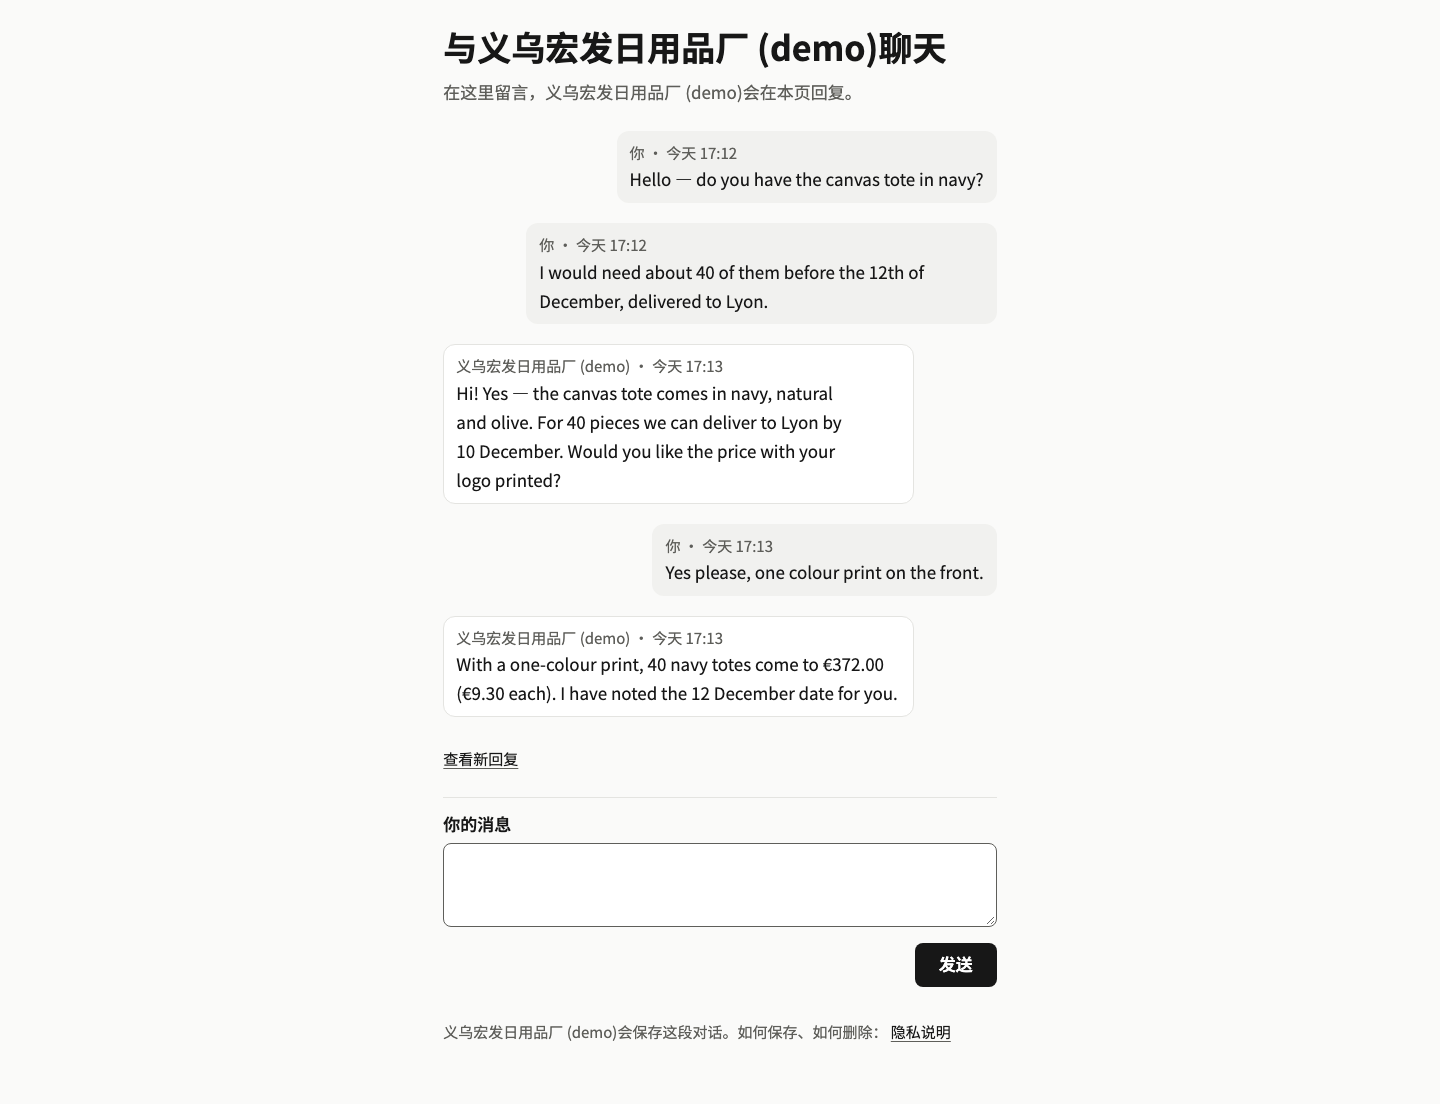 与义乌宏发日用品厂 (demo)聊天
在这里留言，义乌宏发日用品厂 (demo)会在本页回复。
你 · 今天 17:12
Hello — do you have the canvas tote in navy?
你 · 今天 17:12
I would need about 40 of them before the 12th of
December, delivered to Lyon.
义乌宏发日用品厂 (demo) · 今天 17:13
Hi! Yes — the canvas tote comes in navy, natural
and olive. For 40 pieces we can deliver to Lyon by
10 December. Would you like the price with your
logo printed?
你 · 今天 17:13
Yes please, one colour print on the front.
义乌宏发日用品厂 (demo) · 今天 17:13
With a one-colour print, 40 navy totes come to €372.00
(€9.30 each). I have noted the 12 December date for you.
查看新回复
你的消息
发送
义乌宏发日用品厂 (demo)会保存这段对话。如何保存、如何删除： 隐私说明